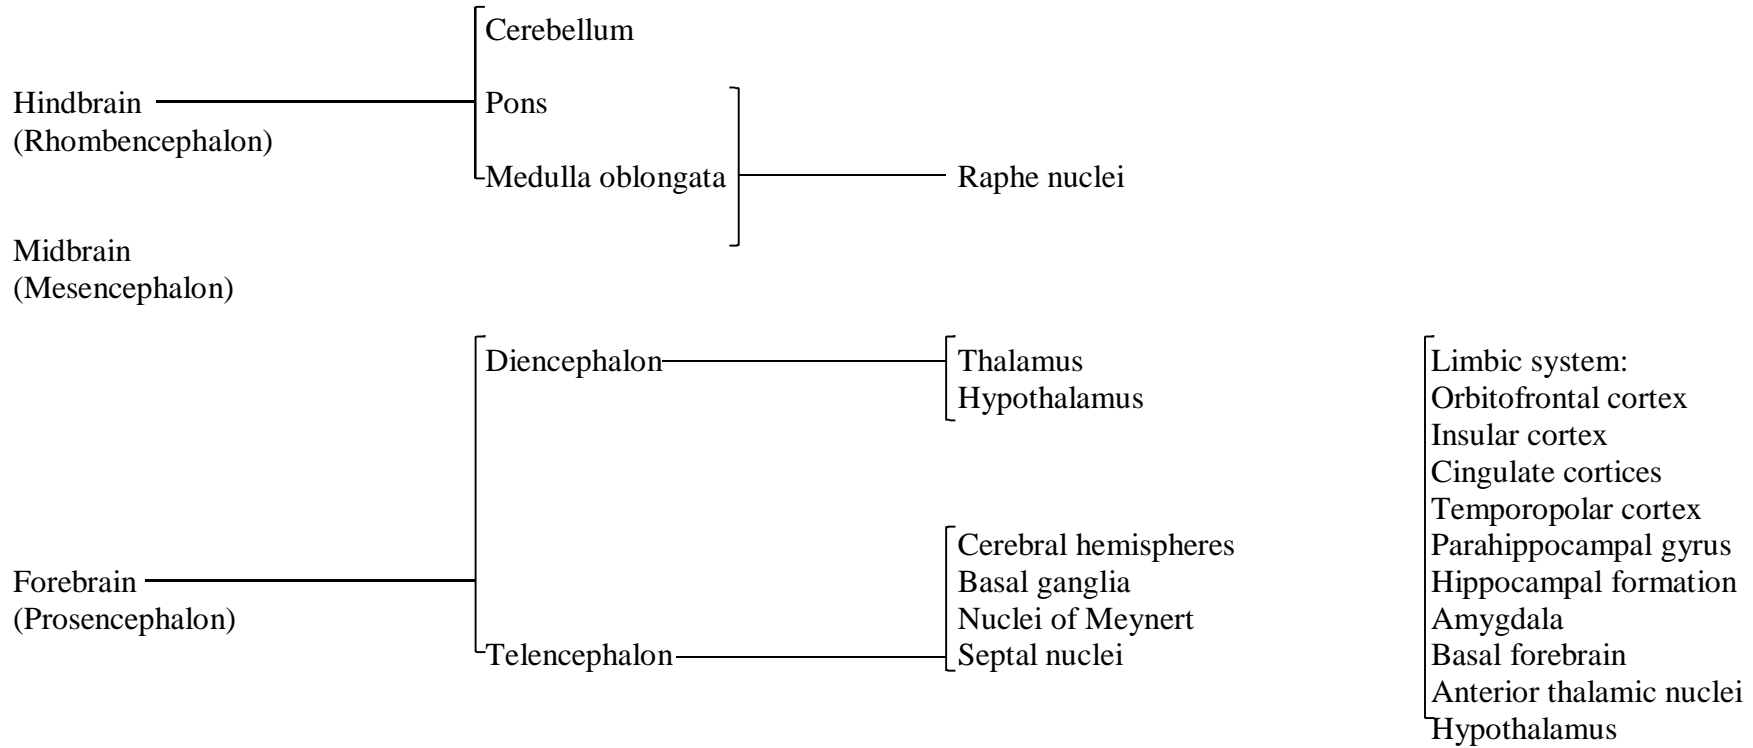 Cerebellum
Hindbrain
(Rhombencephalon)
Pons
Medulla oblongata
Raphe nuclei
Midbrain
(Mesencephalon)
Forebrain
(Prosencephalon)
Diencephalon
Thalamus
Hypothalamus
Telencephalon
Cerebral hemispheres
Basal ganglia
Nuclei of Meynert
Septal nuclei
Limbic system:
Orbitofrontal cortex
Insular cortex
Cingulate cortices
Temporopolar cortex
Parahippocampal gyrus
Hippocampal formation
Amygdala
Basal forebrain
Anterior thalamic nuclei
Hypothalamus